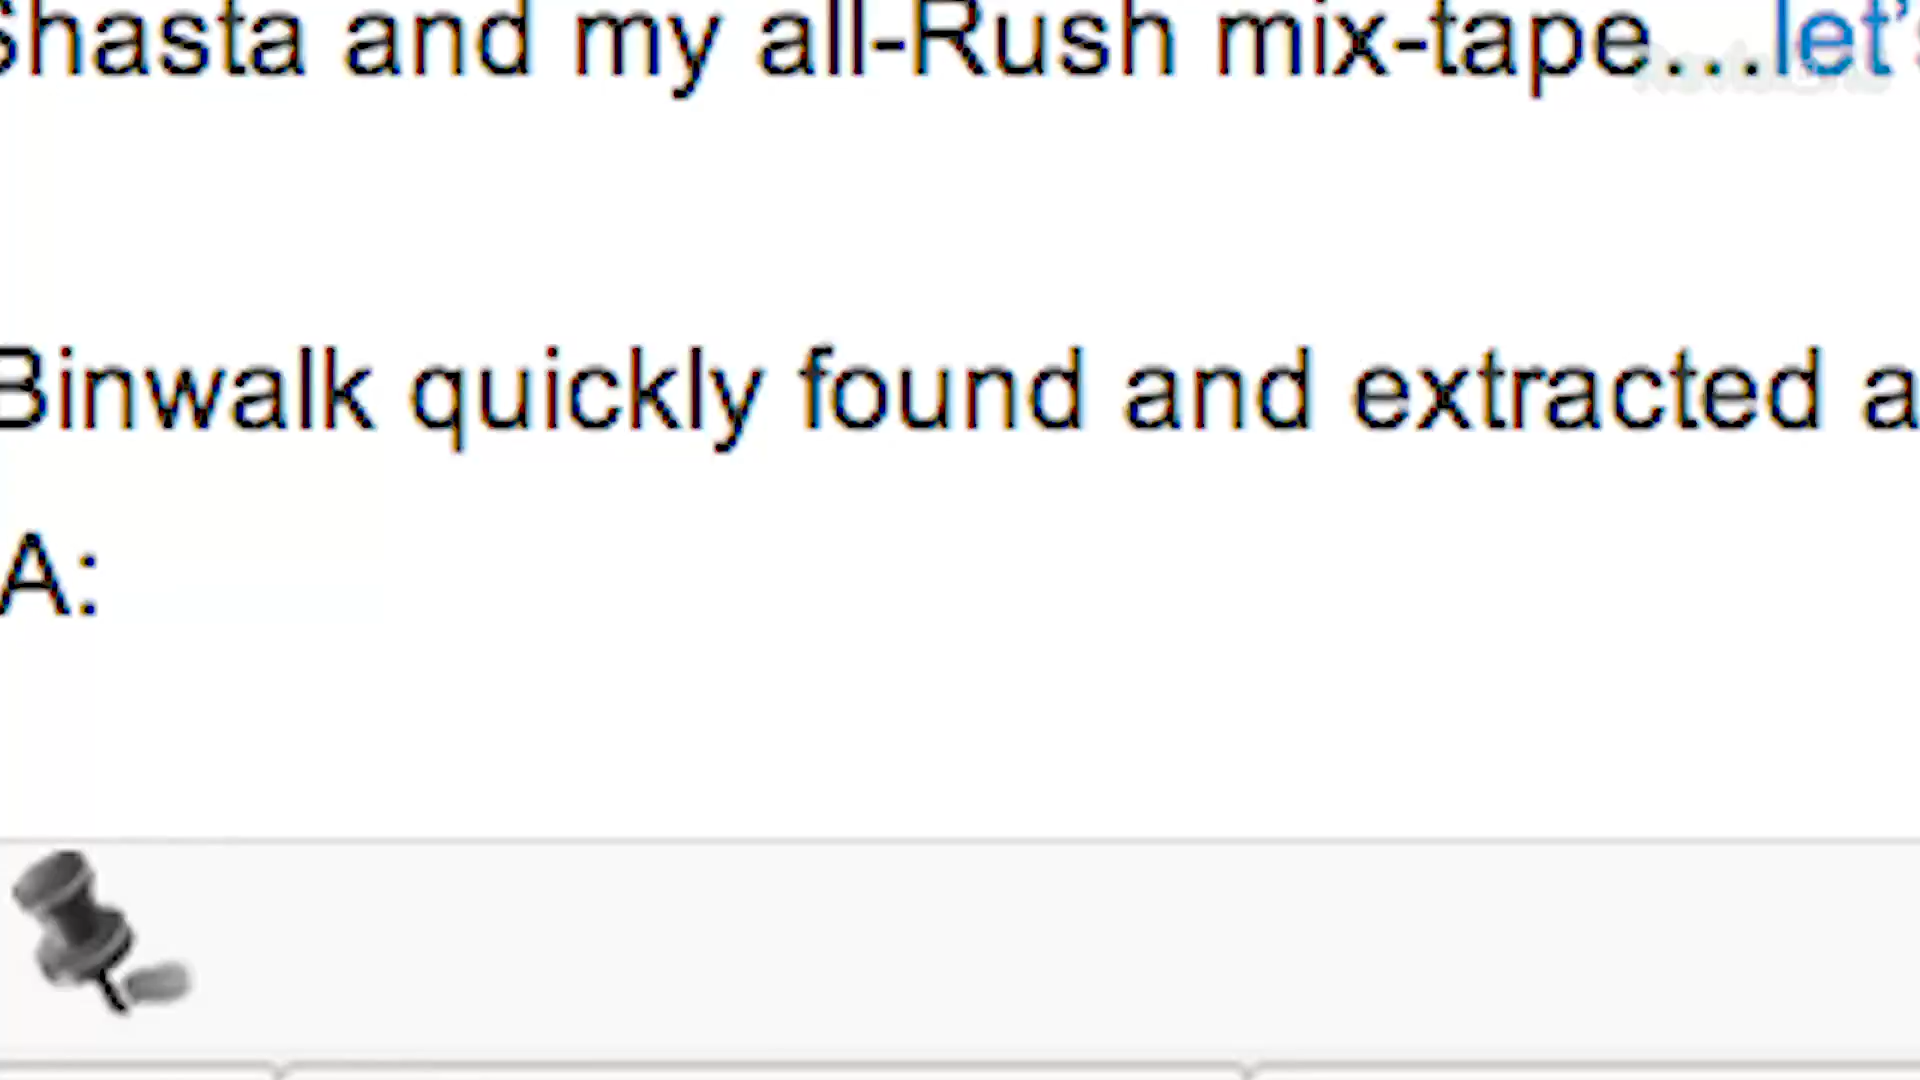 Shasta and my all-Rush mix-tape…let's
Binwalk quickly found and extracted a
A: